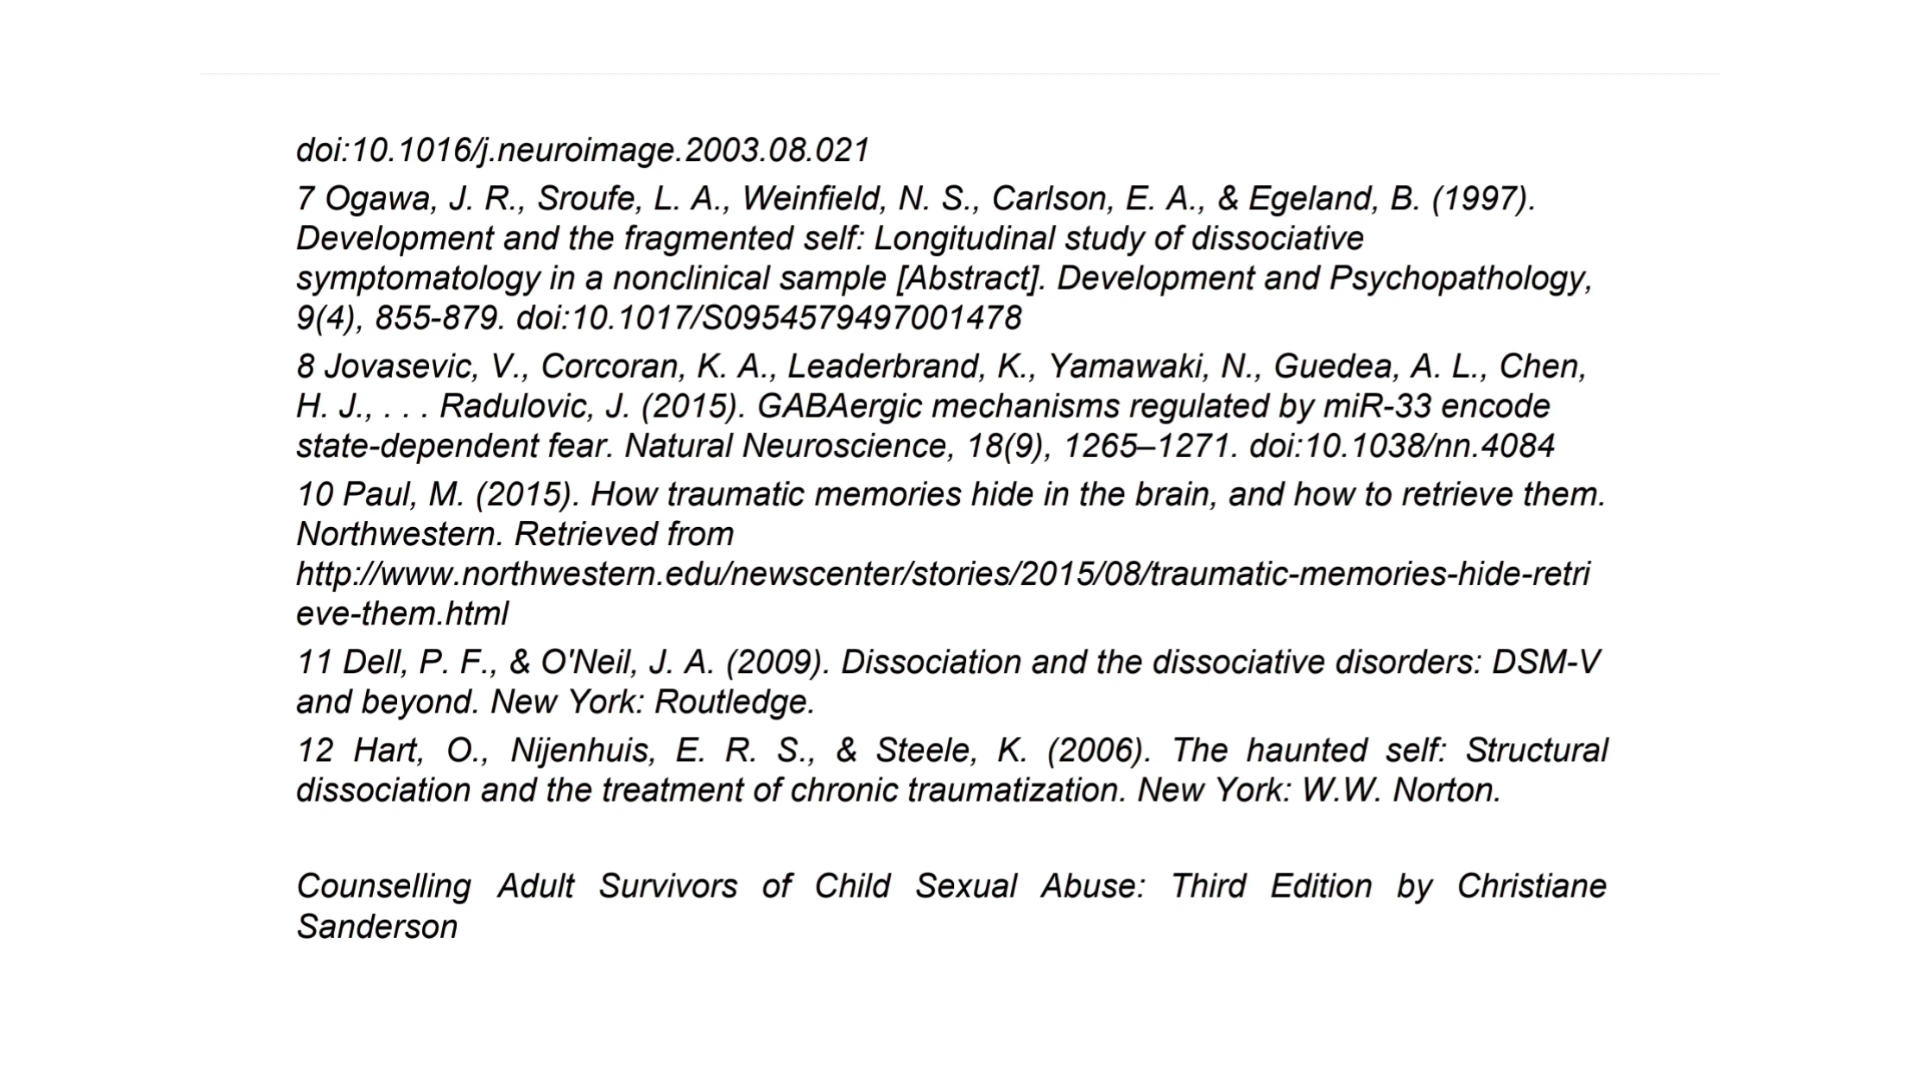 doi:10.1016/j.neuroimage.2003.08.021
7 Ogawa, J. R., Sroufe, L. A., Weinfield, N. S., Carlson, E. A., & Egeland, B. (1997).
Development and the fragmented self: Longitudinal study of dissociative
symptomatology in a nonclinical sample [Abstract]. Development and Psychopathology,
9(4), 855-879. doi:10.1017/S0954579497001478
8 Jovasevic, V., Corcoran, K. A., Leaderbrand, K., Yamawaki, N., Guedea, A. L., Chen,
H. J., . . . Radulovic, J. (2015). GABAergic mechanisms regulated by miR-33 encode
state-dependent fear. Natural Neuroscience, 18(9), 1265–1271. doi:10.1038/nn.4084
10 Paul, M. (2015). How traumatic memories hide in the brain, and how to retrieve them.
Northwestern. Retrieved from
http://www.northwestern.edu/newscenter/stories/2015/08/traumatic-memories-hide-retri
eve-them.html
11 Dell, P. F., & O'Neil, J. A. (2009). Dissociation and the dissociative disorders: DSM-V
and beyond. New York: Routledge.
12 Hart, O., Nijenhuis, E. R. S., & Steele, K. (2006). The haunted self: Structural
dissociation and the treatment of chronic traumatization. New York: W.W. Norton.
Counselling Adult Survivors of Child Sexual Abuse: Third Edition by Christiane
Sanderson